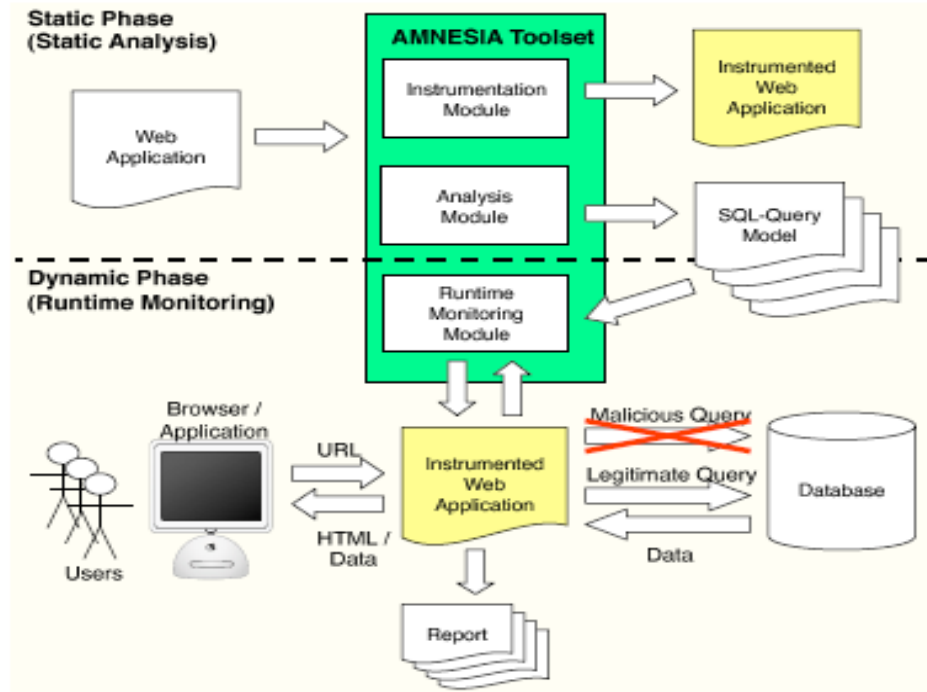 Static Phase
(Static Analysis)
AMNESIA Toolset
Instrumentation
Module
Instrumented
Web
Application
Web
Application
Analysis
Module
SQL-Query
Model
Dynamic Phase
(Runtime Monitoring)
Runtime
Monitoring
Module
Browser /
Application
URL
HTML /
Data
Users
Instrumented
Web
Application
Malicious Query
Legitimate Query
Data
Database
Report